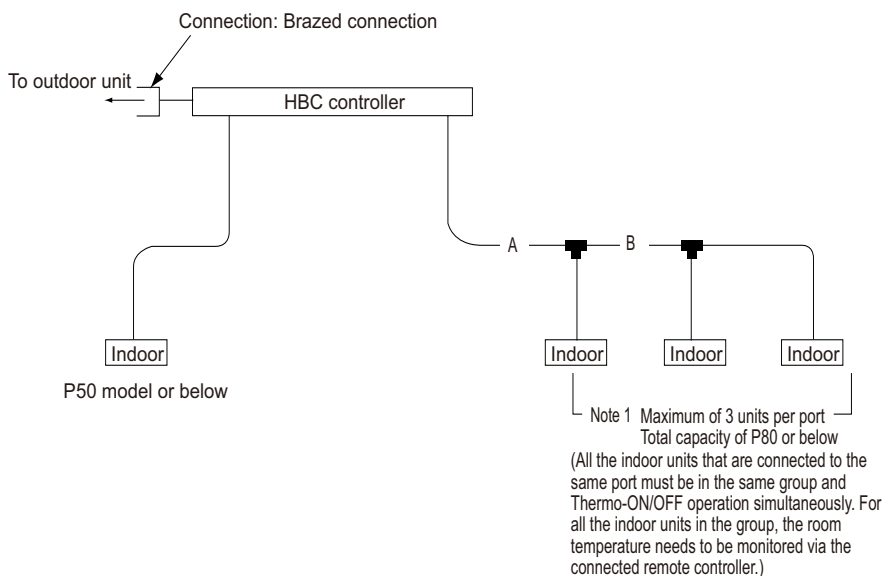 Connection: Brazed connection
To outdoor unit
HBC controller
A
B
Indoor
Indoor
Indoor
Indoor
P50 model or below
Note 1 Maximum of 3 units per port
Total capacity of P80 or below
(All the indoor units that are connected to the
same port must be in the same group and
Thermo-ON/OFF operation simultaneously. For
all the indoor units in the group, the room
temperature needs to be monitored via the
connected remote controller.)